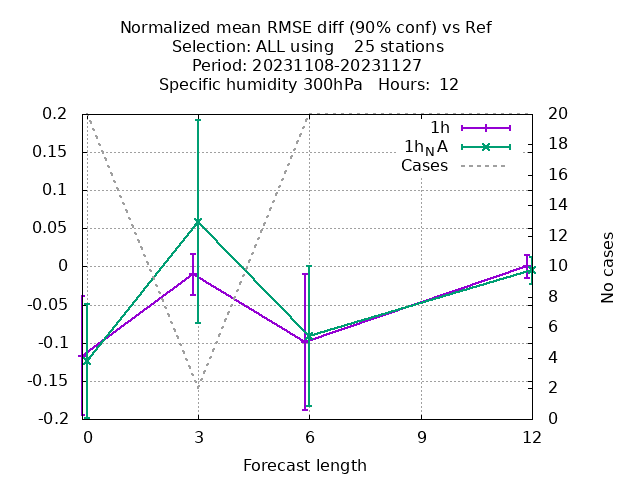 Normalized mean RMSE diff (90% conf) vs Ref
Selection: ALL using    25 stations
Period: 20231108-20231127
Specific humidity 300hPa   Hours:  12
0.2
0.15
0.1
0.05
0
-0.05
-0.1
-0.15
-0.2
1h
1h_N A
Cases
20
18
16
14
12
10
8
6
4
2
0
No cases
0 3 6 9 12
Forecast length